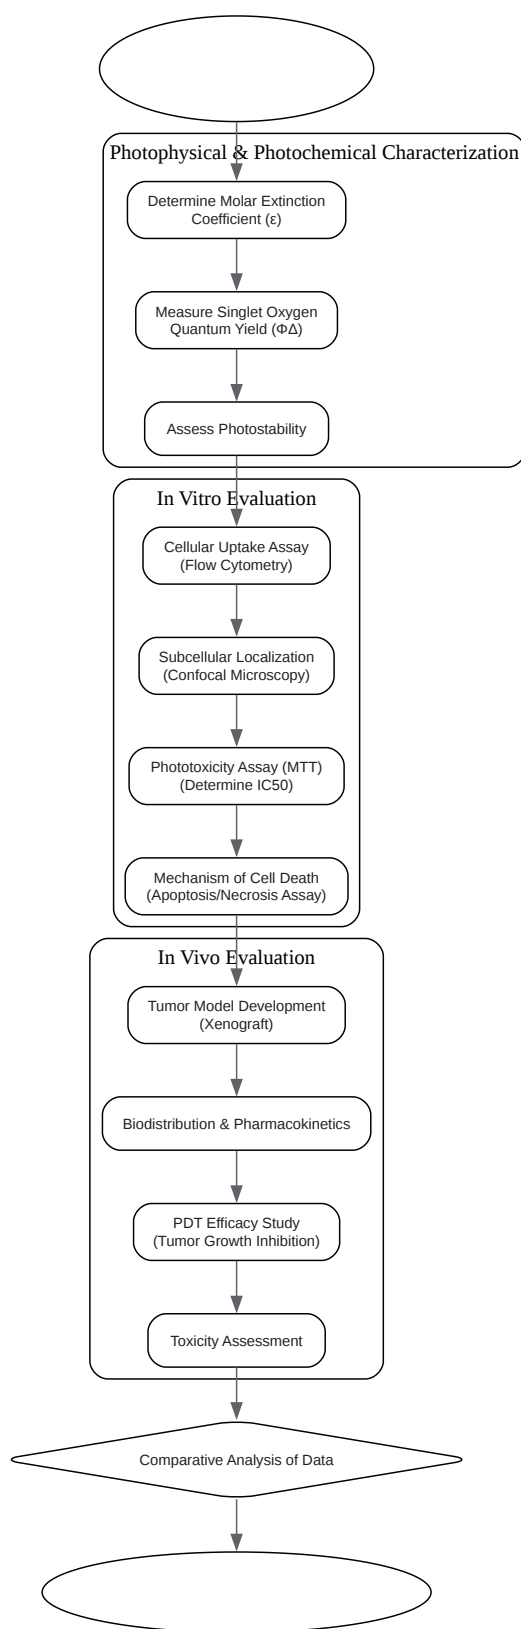 Photophysical & Photochemical Characterization
Determine Molar Extinction
Coefficient (ε)
Measure Singlet Oxygen
Quantum Yield (ΦΔ)
Assess Photostability
In Vitro Evaluation
Cellular Uptake Assay
(Flow Cytometry)
Subcellular Localization
(Confocal Microscopy)
Phototoxicity Assay (MTT)
(Determine IC50)
Mechanism of Cell Death
(Apoptosis/Necrosis Assay)
In Vivo Evaluation
Tumor Model Development
(Xenograft)
Biodistribution & Pharmacokinetics
PDT Efficacy Study
(Tumor Growth Inhibition)
Toxicity Assessment
Comparative Analysis of Data